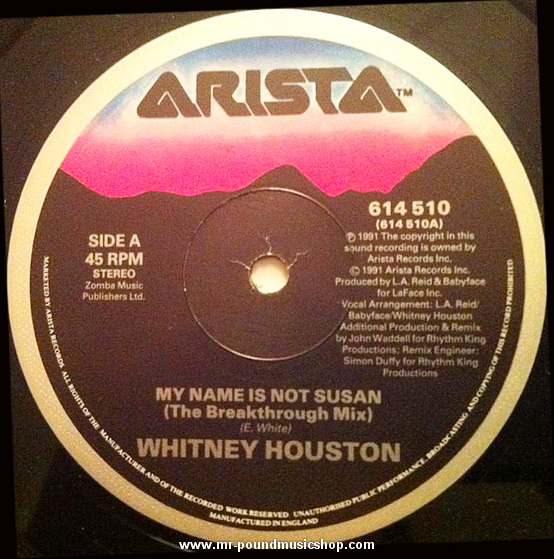 ARISTA™
614 510
(614 510A)
℗ 1991 The copyright in this
sound recording is owned by
Arista Records Inc.
© 1991 Arista Records Inc.
Produced by L.A. Reid & Babyface
for LaFace Inc.
Vocal Arrangement: L.A. Reid/
Babyface/Whitney Houston
Additional Production & Remix
by John Waddell for Rhythm King
Productions: Remix Engineer:
Simon Duffy for Rhythm King
Productions
SIDE A
45 RPM
STEREO
Zomba Music
Publishers Ltd.
MY NAME IS NOT SUSAN
(The Breakthrough Mix)
(E. White)
WHITNEY HOUSTON
MARKETED BY ARISTA RECORDS. ALL RIGHTS OF THE MANUFACTURER AND OF THE RECORDED WORK RESERVED UNAUTHORISED PUBLIC PERFORMANCE, BROADCASTING AND COPYING OF THIS RECORD PROHIBITED
MANUFACTURED IN ENGLAND
www.mr-poundmusicshop.com